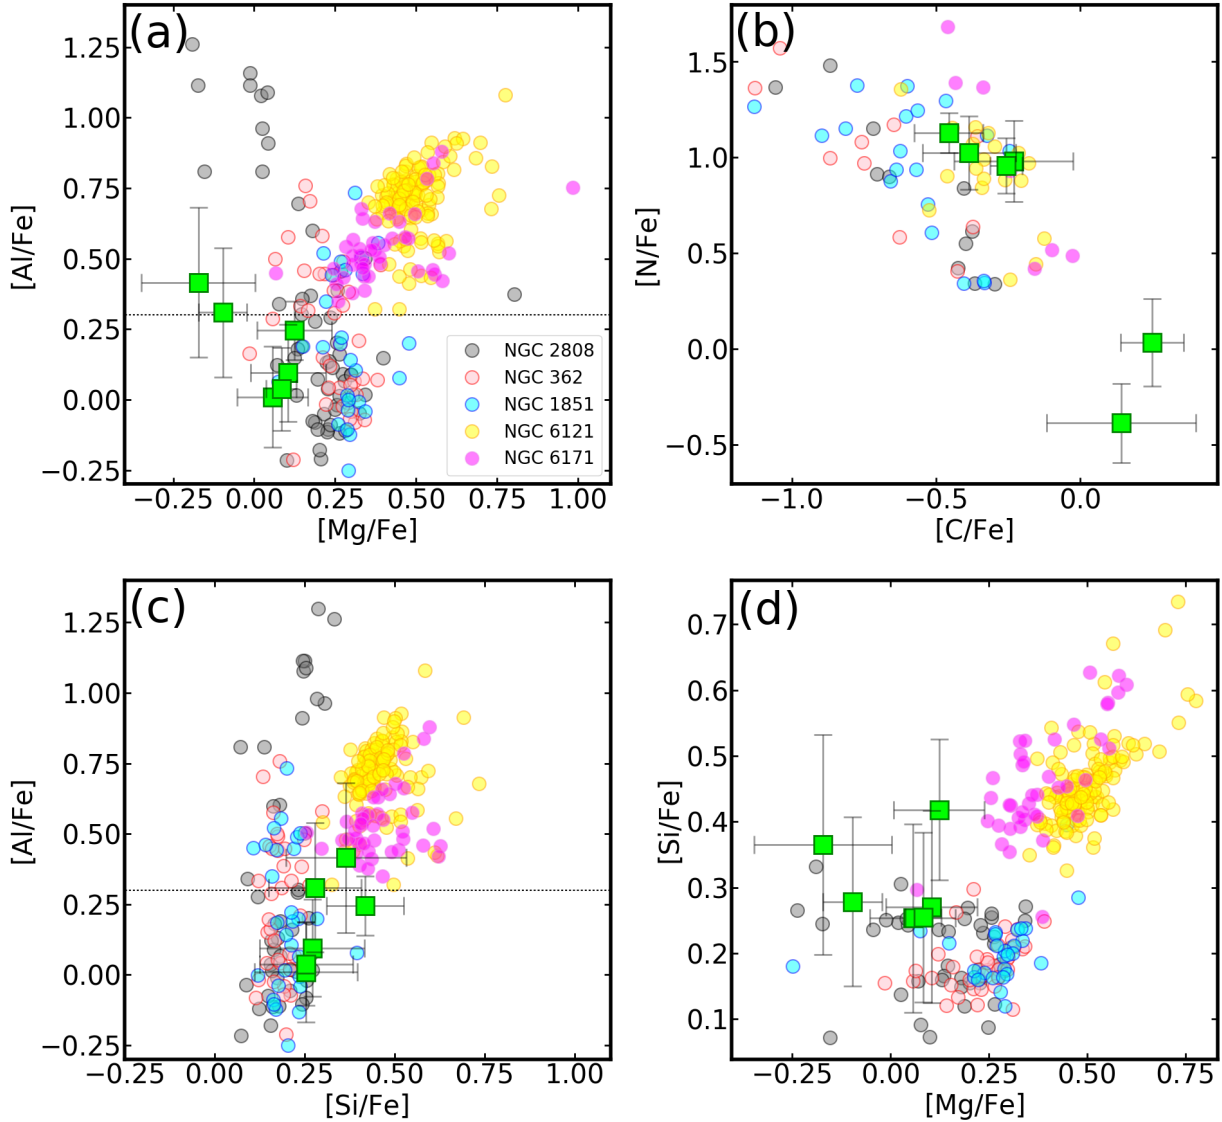 (a)
1.25
1.00
0.75
0.50
0.25
0.00
−0.25
[Al/Fe]
−0.25 0.00 0.25 0.50 0.75 1.00
[Mg/Fe]
NGC 2808
NGC 362
NGC 1851
NGC 6121
NGC 6171
(b)
1.5
1.0
0.5
0.0
−0.5
[N/Fe]
−1.0 −0.5 0.0
[C/Fe]
(c)
1.25
1.00
0.75
0.50
0.25
0.00
−0.25
[Al/Fe]
−0.25 0.00 0.25 0.50 0.75 1.00
[Si/Fe]
(d)
0.7
0.6
0.5
0.4
0.3
0.2
0.1
[Si/Fe]
−0.25 0.00 0.25 0.50 0.75
[Mg/Fe]